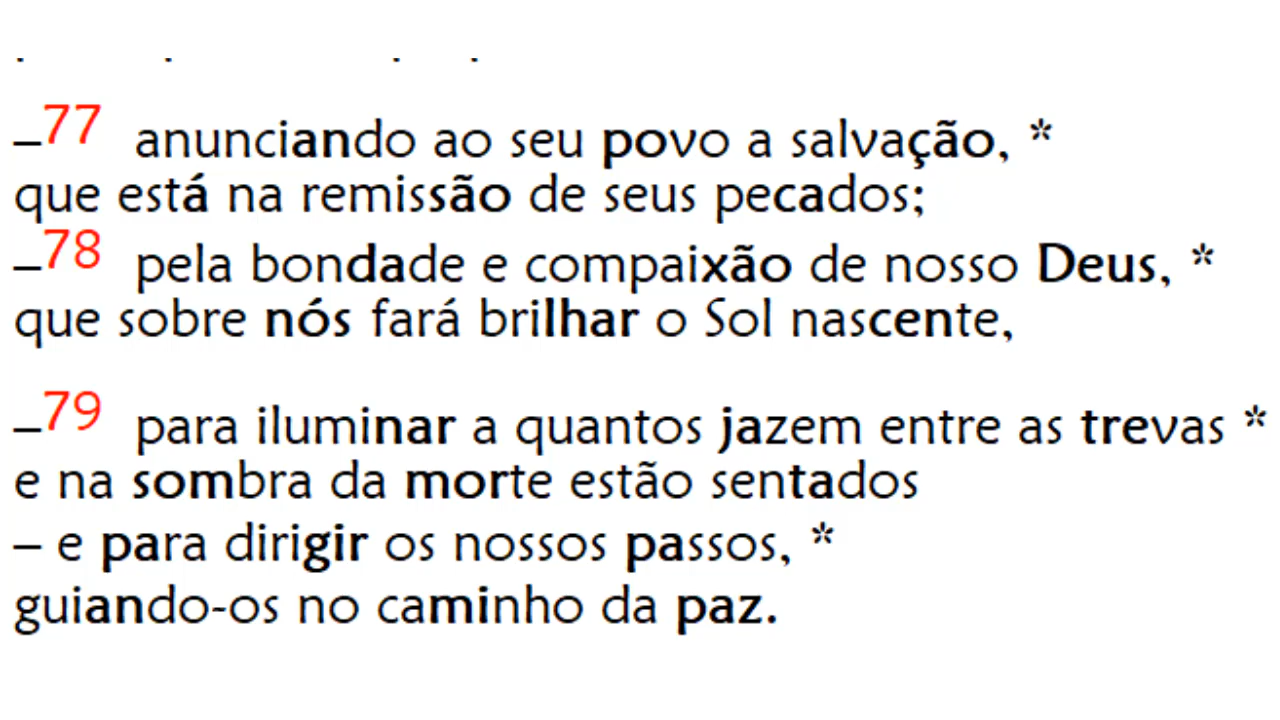 –77 anunciando ao seu povo a salvação, *
que está na remissão de seus pecados;
–78 pela bondade e compaixão de nosso Deus, *
que sobre nós fará brilhar o Sol nascente,
–79 para iluminar a quantos jazem entre as trevas *
e na sombra da morte estão sentados
– e para dirigir os nossos passos, *
guiando-os no caminho da paz.